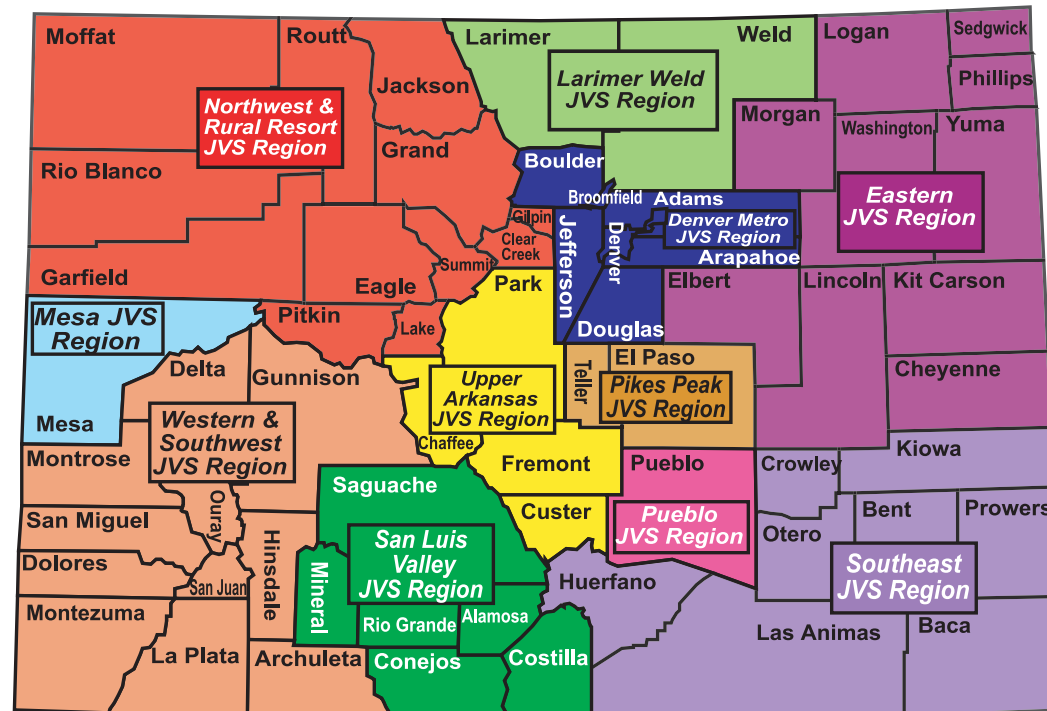 Moffat
Routt
Larimer
Weld
Logan
Sedgwick
Phillips
Jackson
Larimer Weld
JVS Region
Northwest &
Rural Resort
JVS Region
Morgan
Washington
Yuma
Grand
Boulder
Rio Blanco
Broomfield
Adams
Eastern
JVS Region
Gilpin
Jefferson
Denver
Denver Metro
JVS Region
Clear
Creek
Arapahoe
Summit
Garfield
Eagle
Park
Elbert
Lincoln
Kit Carson
Mesa JVS
Region
Pitkin
Lake
Douglas
Delta
Gunnison
Teller
El Paso
Cheyenne
Upper
Arkansas
JVS Region
Pikes Peak
JVS Region
Mesa
Western &
Southwest
JVS Region
Chaffee
Montrose
Fremont
Pueblo
Crowley
Kiowa
Saguache
Ouray
San Miguel
Custer
Pueblo
JVS Region
Otero
Bent
Prowers
Hinsdale
San Luis
Valley
JVS Region
Dolores
San Juan
Mineral
Huerfano
Southeast
JVS Region
Montezuma
Rio Grande
Alamosa
Las Animas
Baca
La Plata
Archuleta
Conejos
Costilla